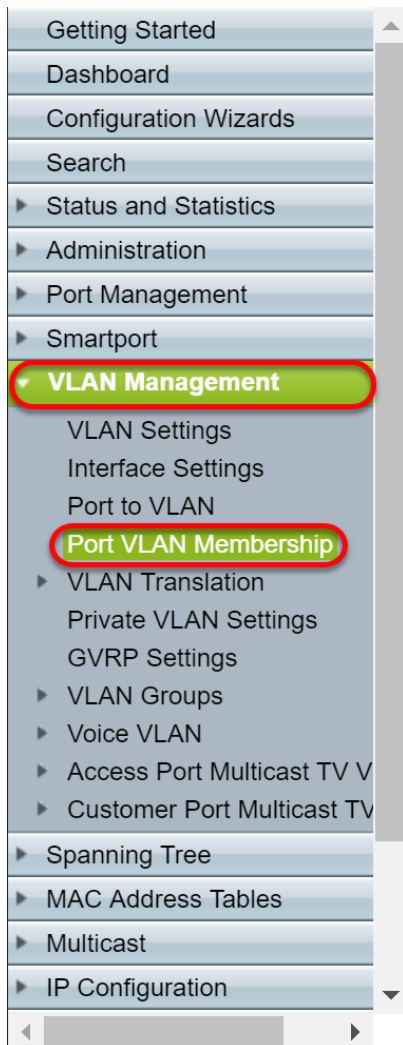 Getting Started
Dashboard
Configuration Wizards
Search
Status and Statistics
Administration
Port Management
Smartport
VLAN Management
VLAN Settings
Interface Settings
Port to VLAN
Port VLAN Membership
VLAN Translation
Private VLAN Settings
GVRP Settings
VLAN Groups
Voice VLAN
Access Port Multicast TV V
Customer Port Multicast TV
Spanning Tree
MAC Address Tables
Multicast
IP Configuration